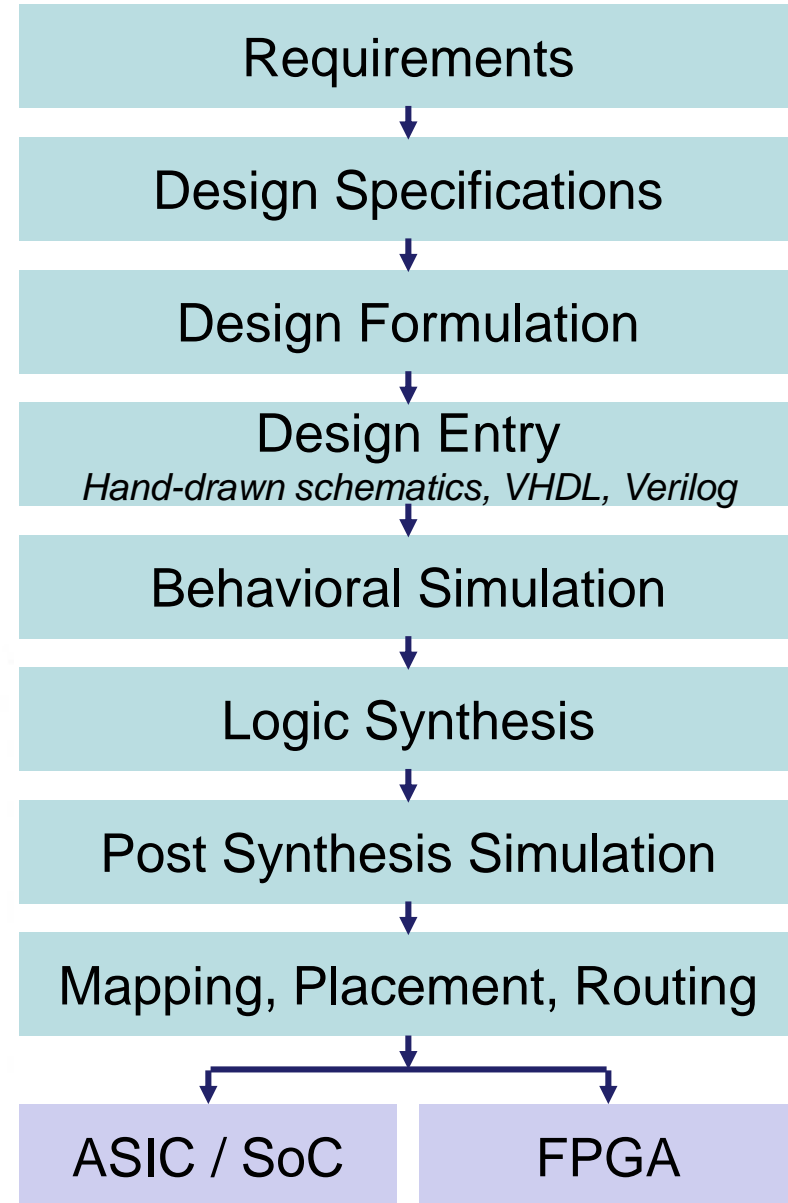 Requirements
Design Specifications
Design Formulation
Design Entry
Hand-drawn schematics, VHDL, Verilog
Behavioral Simulation
Logic Synthesis
Post Synthesis Simulation
Mapping, Placement, Routing
ASIC / SoC
FPGA